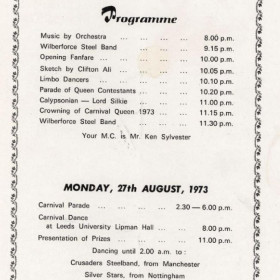 Programme
Music by Orchestra ... ... ... 8.00 p.m.
Wilberforce Steel Band ... ... 9.15 p.m.
Opening Fanfare ... ... ... 10.00 p.m.
Sketch by Clifton Ali ... ... ... 10.05 p.m.
Limbo Dancers ... ... ... 10.10 p.m.
Parade of Queen Contestants ... ... 10.20 p.m.
Calypsonian — Lord Silkie ... ... 11.00 p.m.
Crowning of Carnival Queen 1973 ... 11.15 p.m.
Wilberforce Steel Band ... ... 11.30 p.m.
Your M.C. is Mr. Ken Sylvester
MONDAY, 27th AUGUST, 1973
Carnival Parade ... ... ... 2.30 — 6.00 p.m.
Carnival Dance
at Leeds University Lipman Hall ... 8.00 p.m.
Presentation of Prizes ... ... 11.00 p.m.
Dancing until 2.00 a.m. to :
Crusaders Steelband, from Manchester
Silver Stars, from Nottingham